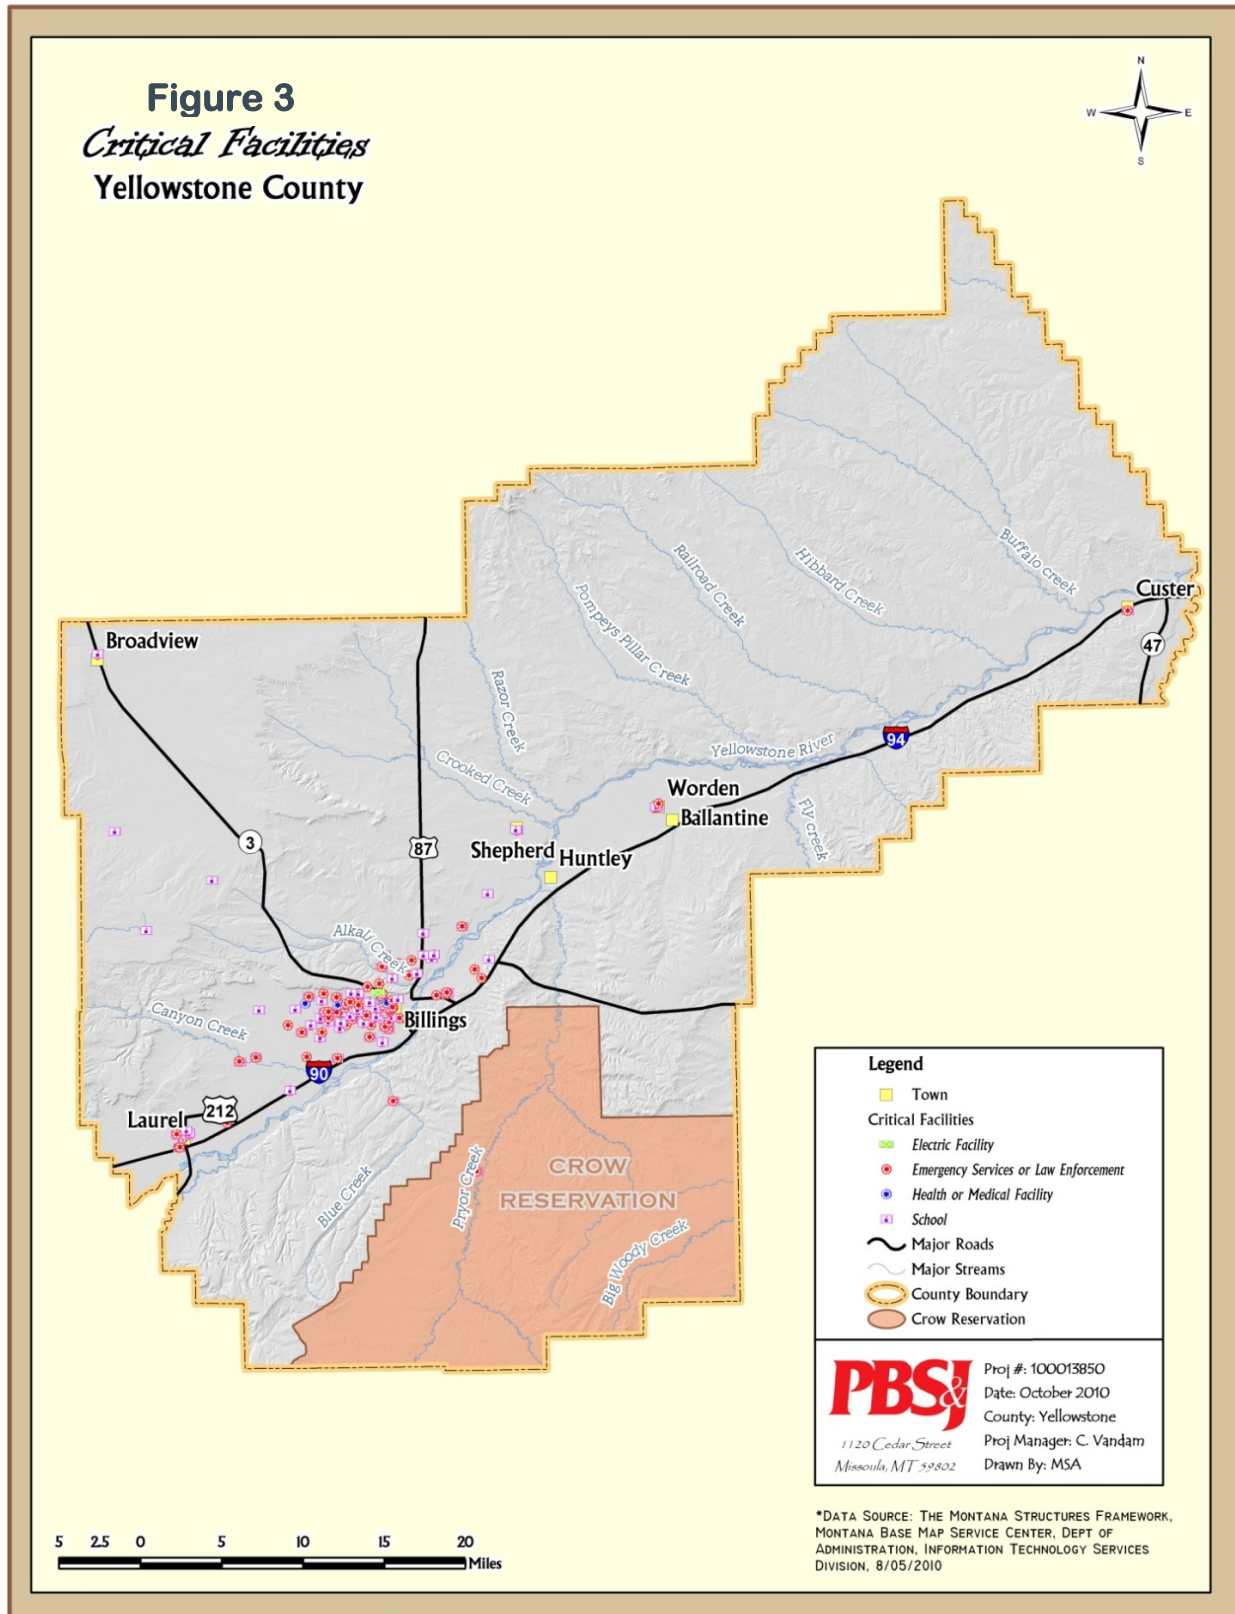 Figure 3
Critical Facilities
Yellowstone County
N
W
E
S
Buffalo creek
Custer
Railroad Creek
Hibbard Creek
Pompeys Pillar Creek
47
Broadview
Razor Creek
Yellowstone River
94
Crooked Creek
Worden
Ballantine
Fly creek
3
87
Shepherd
Huntley
Alkali Creek
Canyon Creek
Billings
90
Laurel
212
Blue Creek
Pryor Creek
CROW
RESERVATION
Big Woody Creek
Legend
Town
Critical Facilities
Electric Facility
Emergency Services or Law Enforcement
Health or Medical Facility
School
Major Roads
Major Streams
County Boundary
Crow Reservation
PBS&J
1120 Cedar Street
Missoula, MT 59802
Proj #: 100013850
Date: October 2010
County: Yellowstone
Proj Manager: C. Vandam
Drawn By: MSA
*DATA SOURCE: THE MONTANA STRUCTURES FRAMEWORK,
MONTANA BASE MAP SERVICE CENTER, DEPT OF
ADMINISTRATION, INFORMATION TECHNOLOGY SERVICES
DIVISION, 8/05/2010
5 2.5 0 5 10 15 20
Miles